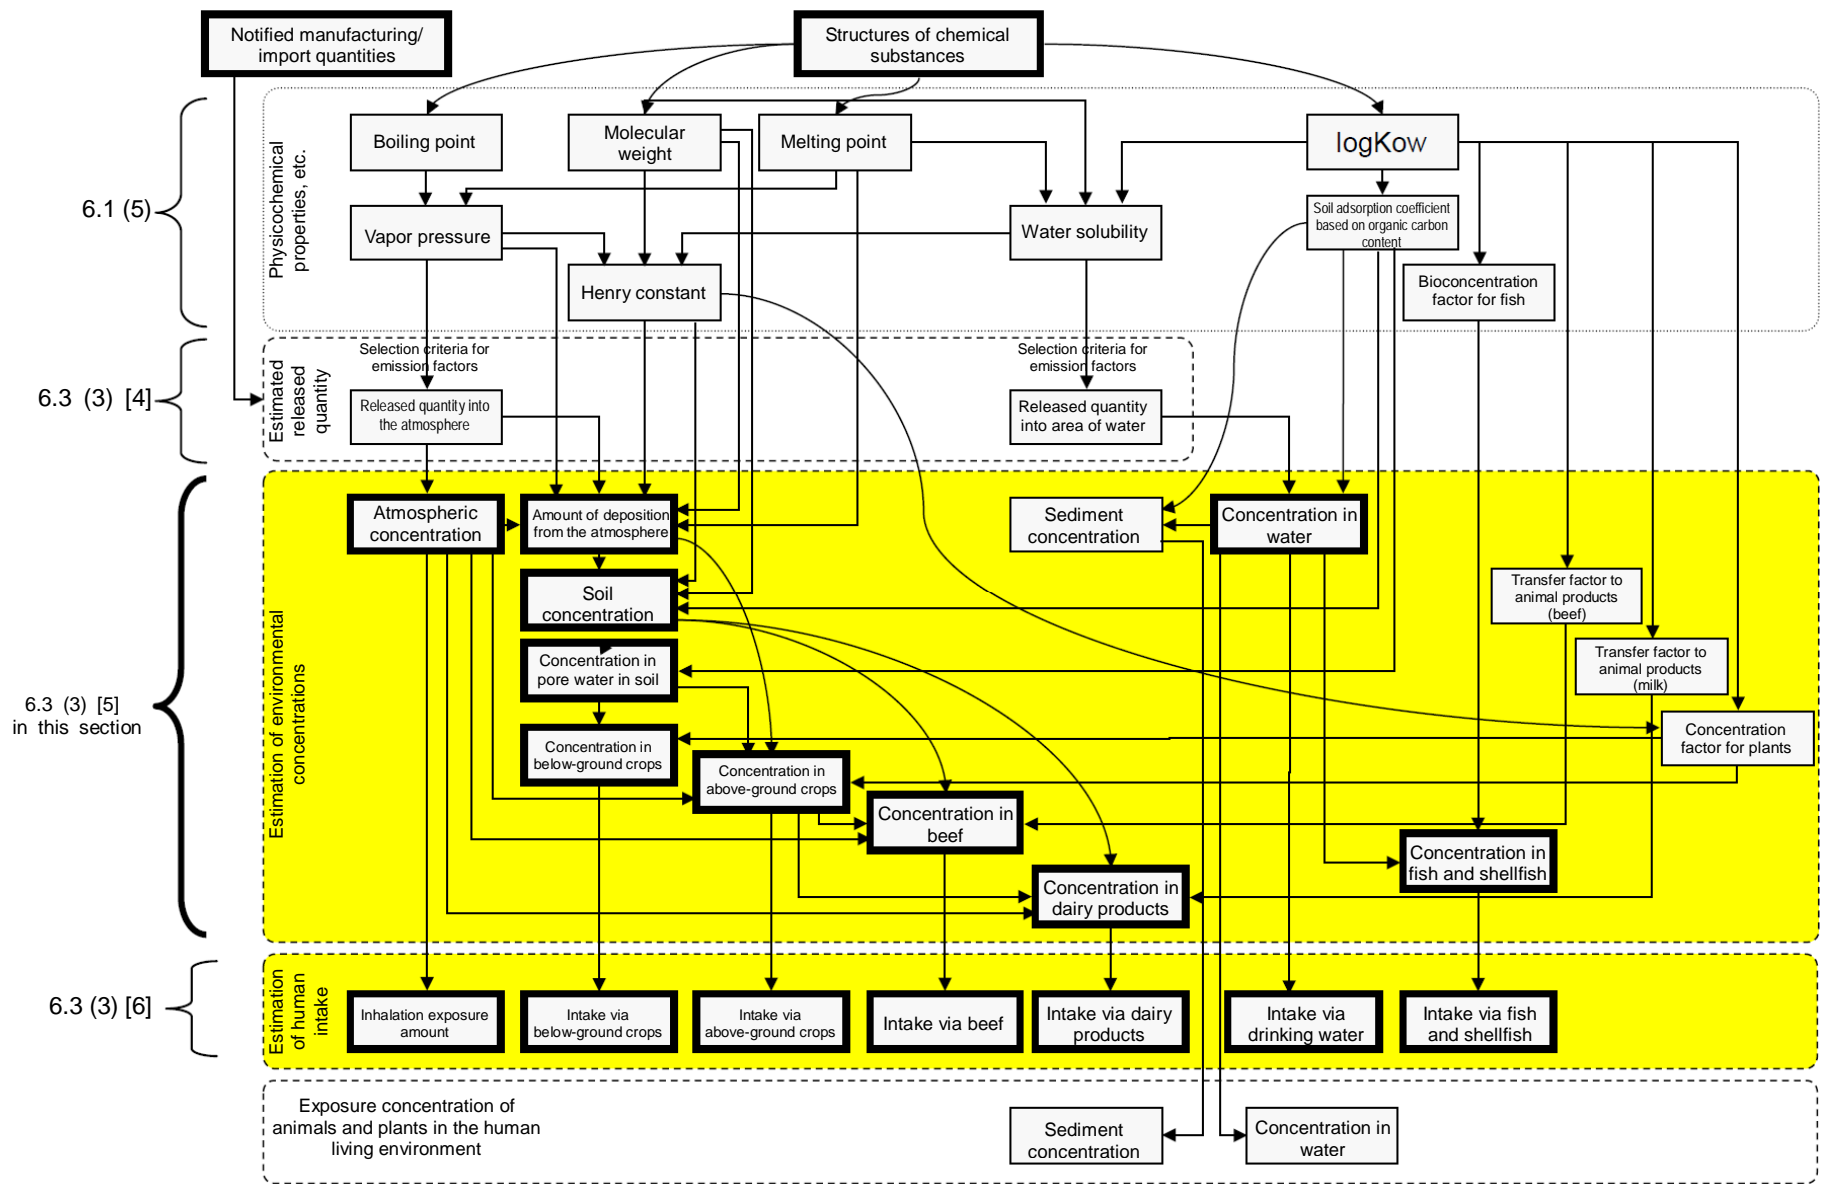 Notified manufacturing/
import quantities
Structures of chemical
substances
6.1 (5)
Physicochemical
properties, etc.
Boiling point
Molecular
weight
Melting point
logKow
Vapor pressure
Water solubility
Soil adsorption coefficient
based on organic carbon
content
Henry constant
Bioconcentration
factor for fish
6.3 (3) [4]
Estimated
released
quantity
Selection criteria for
emission factors
Selection criteria for
emission factors
Released quantity into
the atmosphere
Released quantity
into area of water
6.3 (3) [5]
in this section
Estimation of environmental
concentrations
Atmospheric
concentration
Amount of deposition
from the atmosphere
Sediment
concentration
Concentration in
water
Soil
concentration
Transfer factor to
animal products
(beef)
Concentration in
pore water in soil
Transfer factor to
animal products
(milk)
Concentration in
below-ground crops
Concentration
factor for plants
Concentration in
above-ground crops
Concentration in
beef
Concentration in
fish and shellfish
Concentration in
dairy products
6.3 (3) [6]
Estimation
of human
intake
Inhalation exposure
amount
Intake via
below-ground crops
Intake via
above-ground crops
Intake via beef
Intake via dairy
products
Intake via
drinking water
Intake via fish
and shellfish
Exposure concentration of
animals and plants in the human
living environment
Sediment
concentration
Concentration in
water